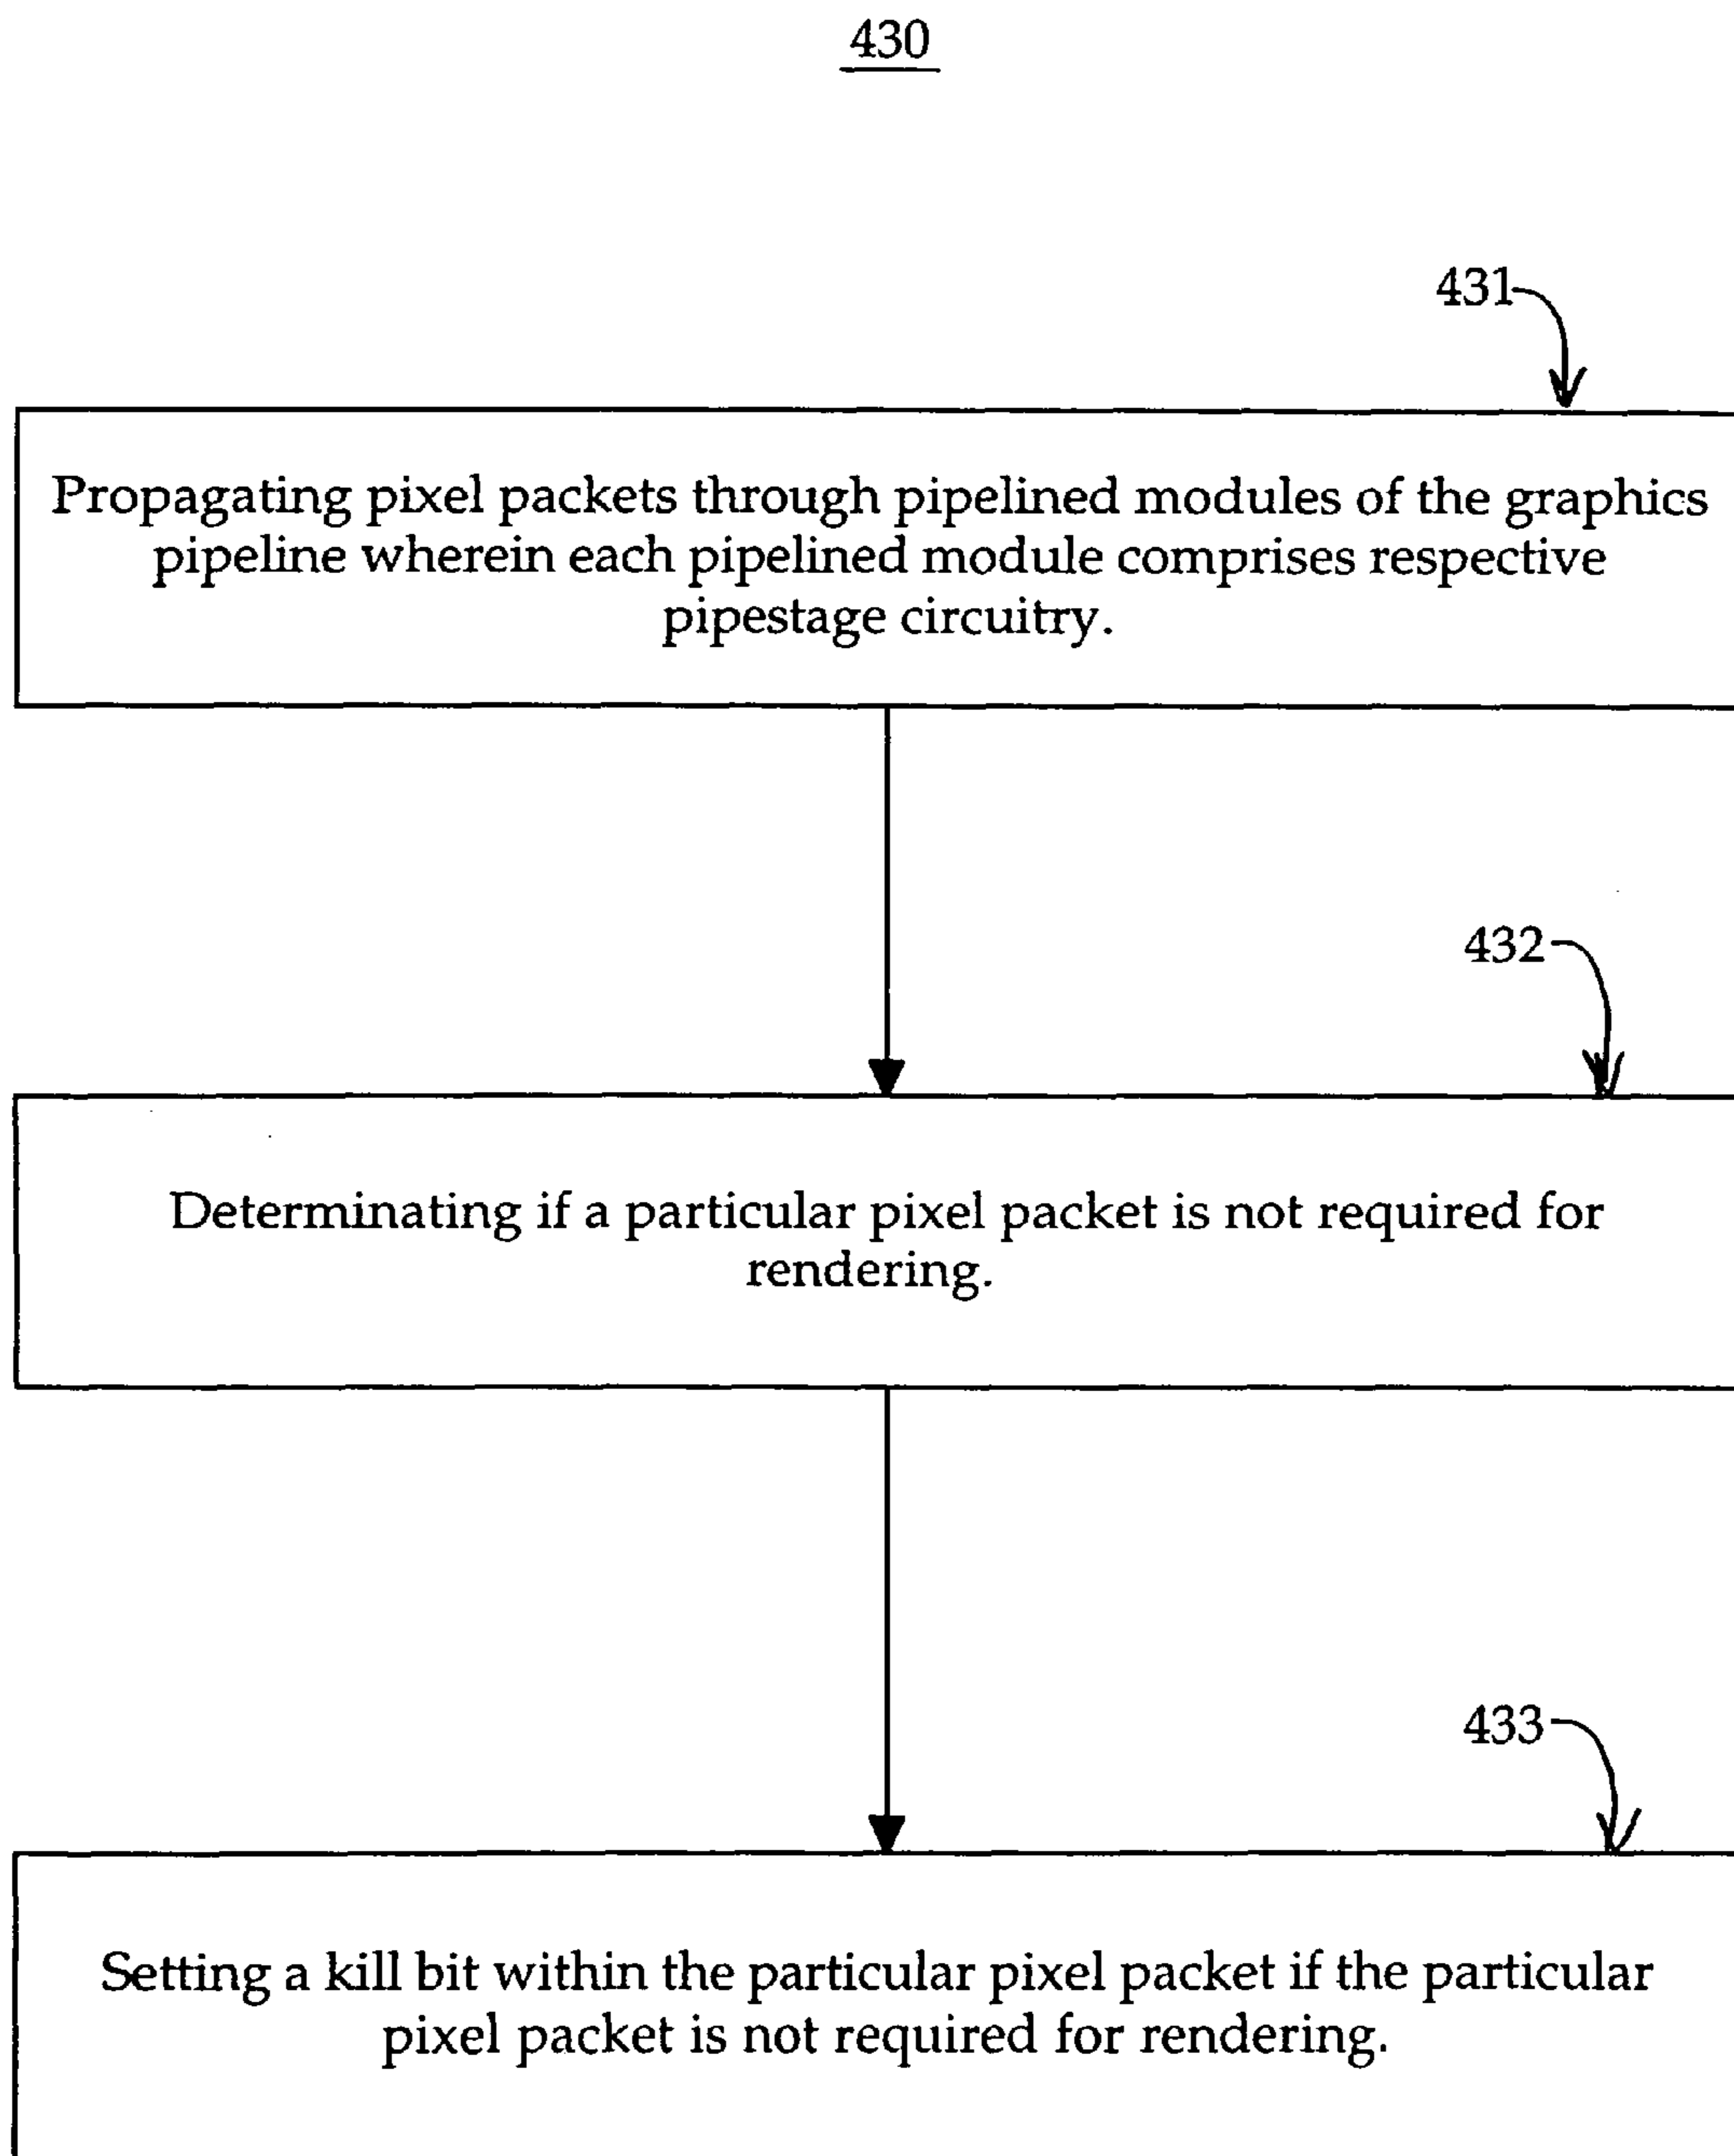 430
431
Propagating pixel packets through pipelined modules of the graphics
pipeline wherein each pipelined module comprises respective
pipestage circuitry.
432
Determinating if a particular pixel packet is not required for
rendering.
433
Setting a kill bit within the particular pixel packet if the particular
pixel packet is not required for rendering.